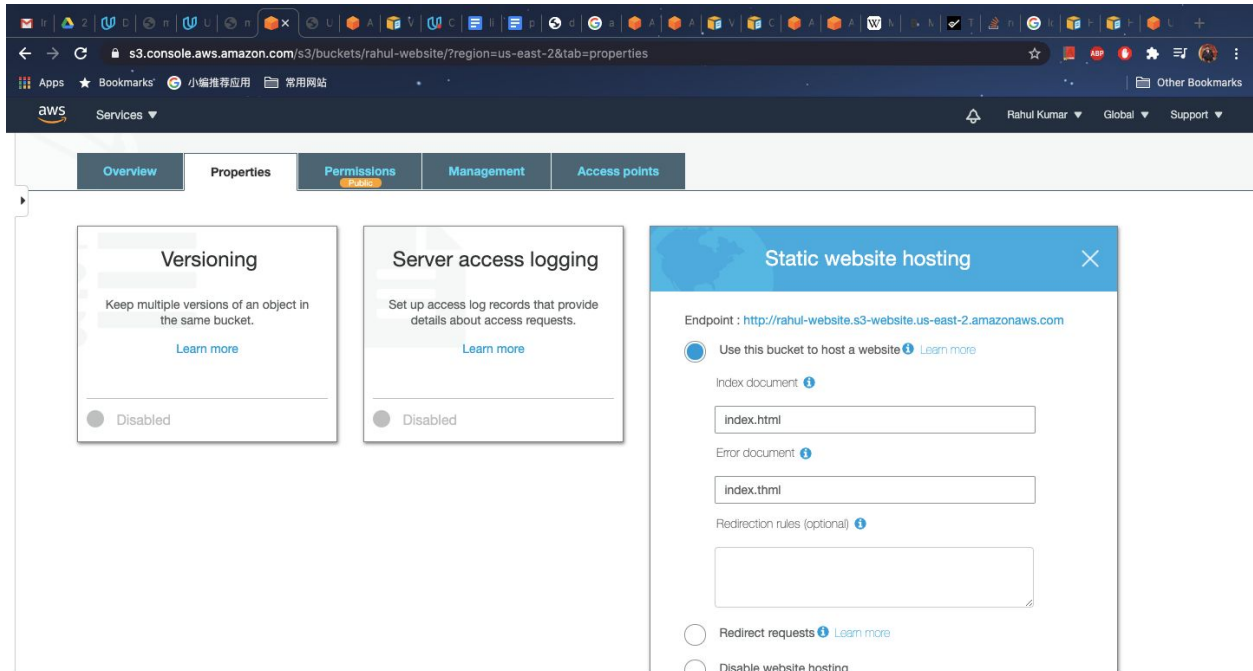 s3.console.aws.amazon.com/s3/buckets/rahul-website/?region=us-east-2&tab=properties
Apps Bookmarks 小编推荐应用 常用网站 Other Bookmarks
aws Services Rahul Kumar Global Support
Overview Properties Permissions Management Access points
Public
Versioning
Keep multiple versions of an object in
the same bucket.
Learn more
Disabled
Server access logging
Set up access log records that provide
details about access requests.
Learn more
Disabled
Static website hosting
Endpoint : http://rahul-website.s3-website.us-east-2.amazonaws.com
Use this bucket to host a website Learn more
Index document
index.html
Error document
index.thml
Redirection rules (optional)
Redirect requests Learn more
Disable website hosting